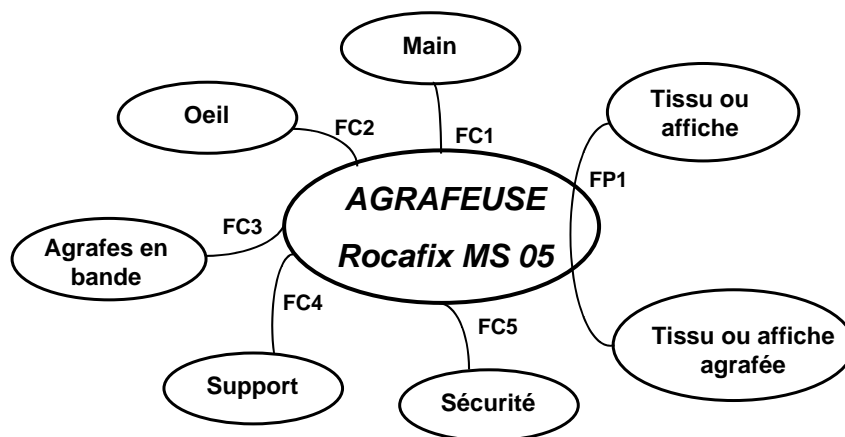 Main
Oeil
Tissu ou
affiche
FC2
FC1
FP1
AGRAFEUSE
Rocafix MS 05
FC3
Agrafes en
bande
FC4
FC5
Tissu ou affiche
agrafée
Support
Sécurité